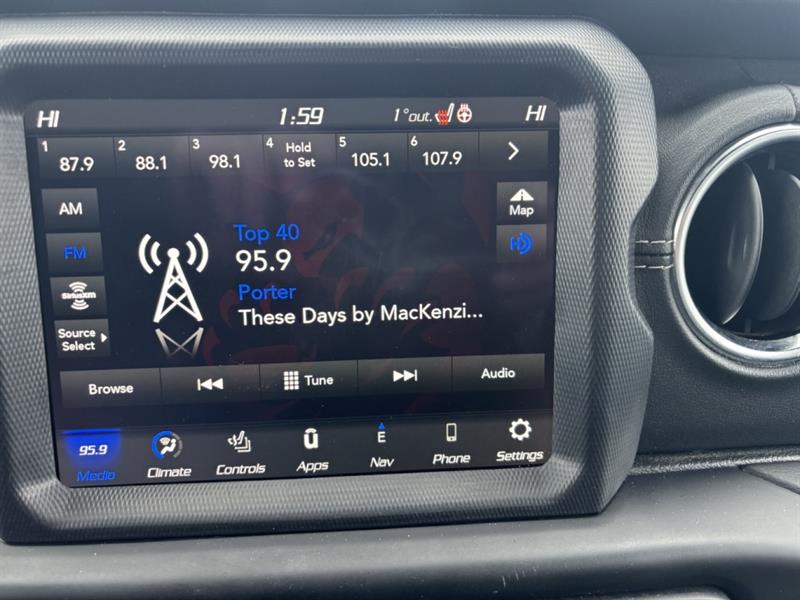 HI 1:59 1°out. HI
1 87.9 2 88.1 3 98.1 4 Hold to Set 5 105.1 6 107.9
AM
Map
FM
HD
SiriusXM
Source Select
Top 40
95.9
Porter
These Days by MacKenzi...
Browse Tune Audio
95.9 E
Media Climate Controls Apps Nav Phone Settings